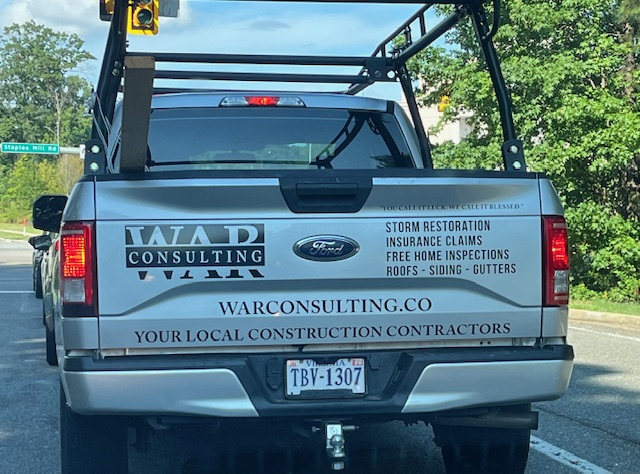 Staples Mill Rd
"YOU CALL IT LUCK, WE CALL IT BLESSED."
WAR
CONSULTING
Ford
STORM RESTORATION
INSURANCE CLAIMS
FREE HOME INSPECTIONS
ROOFS - SIDING - GUTTERS
WARCONSULTING.CO
YOUR LOCAL CONSTRUCTION CONTRACTORS
VIRGINIA
TBV-1307